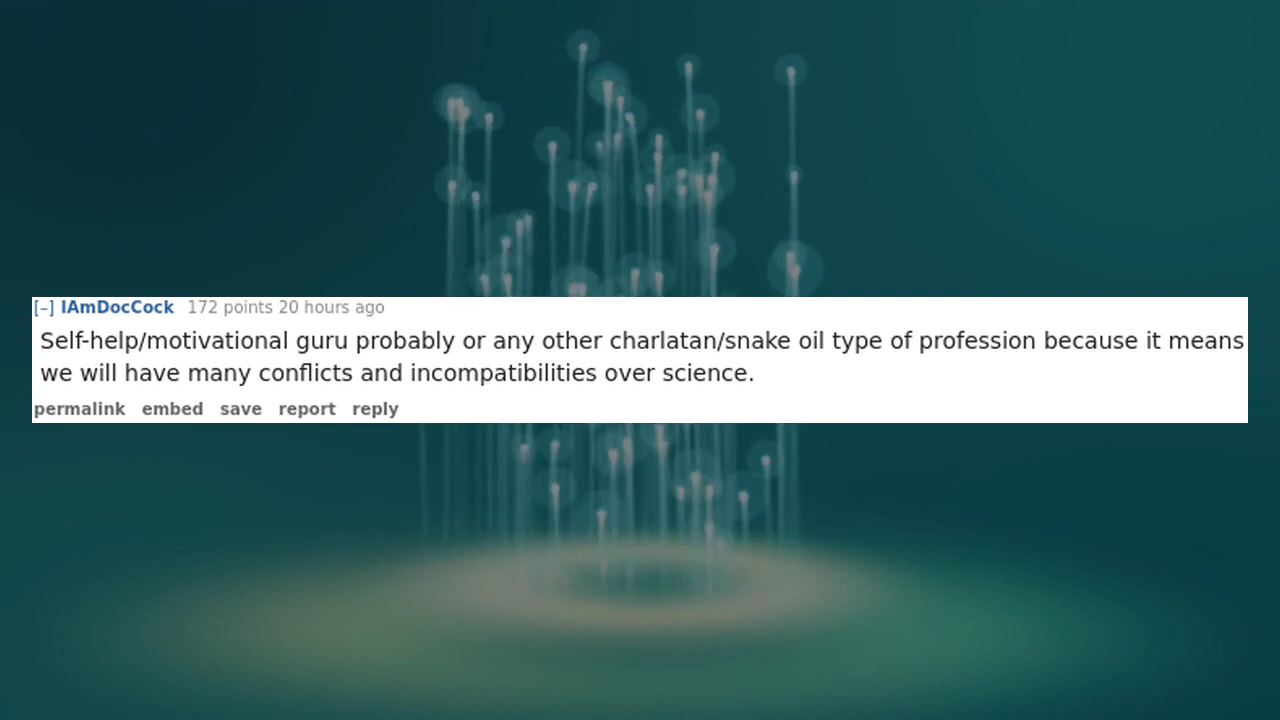 [–] IAmDocCock 172 points 20 hours ago
Self-help/motivational guru probably or any other charlatan/snake oil type of profession because it means
we will have many conflicts and incompatibilities over science.
permalink embed save report reply